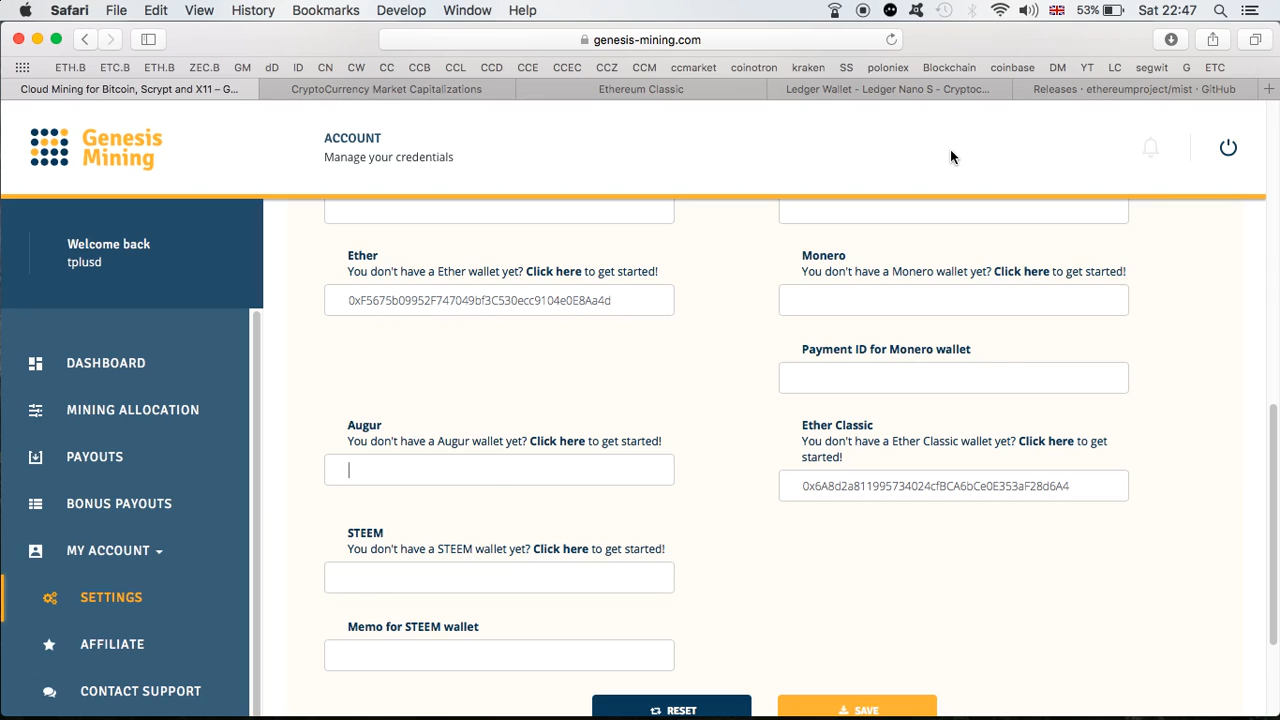 Safari File Edit View History Bookmarks Develop Window Help 53% Sat 22:47
genesis-mining.com
ETH.B ETC.B ETH.B ZEC.B GM dD ID CN CW CC CCB CCL CCD CCE CCEC CCZ CCM ccmarket coinotron kraken SS poloniex Blockchain coinbase DM YT LC segwit G ETC
Cloud Mining for Bitcoin, Scrypt and X11 – G... CryptoCurrency Market Capitalizations Ethereum Classic Ledger Wallet - Ledger Nano S - Cryptoc... Releases · ethereumproject/mist · GitHub
Genesis
Mining
ACCOUNT
Manage your credentials
Welcome back
tplusd
DASHBOARD
MINING ALLOCATION
PAYOUTS
BONUS PAYOUTS
MY ACCOUNT
SETTINGS
AFFILIATE
CONTACT SUPPORT
Ether
You don't have a Ether wallet yet? Click here to get started!
0xF5675b09952F747049bf3C530ecc9104e0E8Aa4d
Monero
You don't have a Monero wallet yet? Click here to get started!
Payment ID for Monero wallet
Augur
You don't have a Augur wallet yet? Click here to get started!
Ether Classic
You don't have a Ether Classic wallet yet? Click here to get
started!
0x6A8d2a811995734024cfBCA6bCe0E353aF28d6A4
STEEM
You don't have a STEEM wallet yet? Click here to get started!
Memo for STEEM wallet
RESET
SAVE